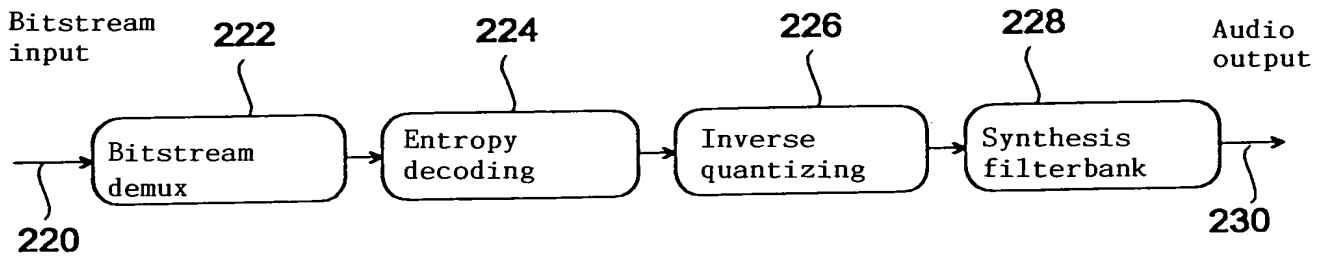 Bitstream
input
222
224
226
228
Audio
output
Bitstream
demux
Entropy
decoding
Inverse
quantizing
Synthesis
filterbank
220
230